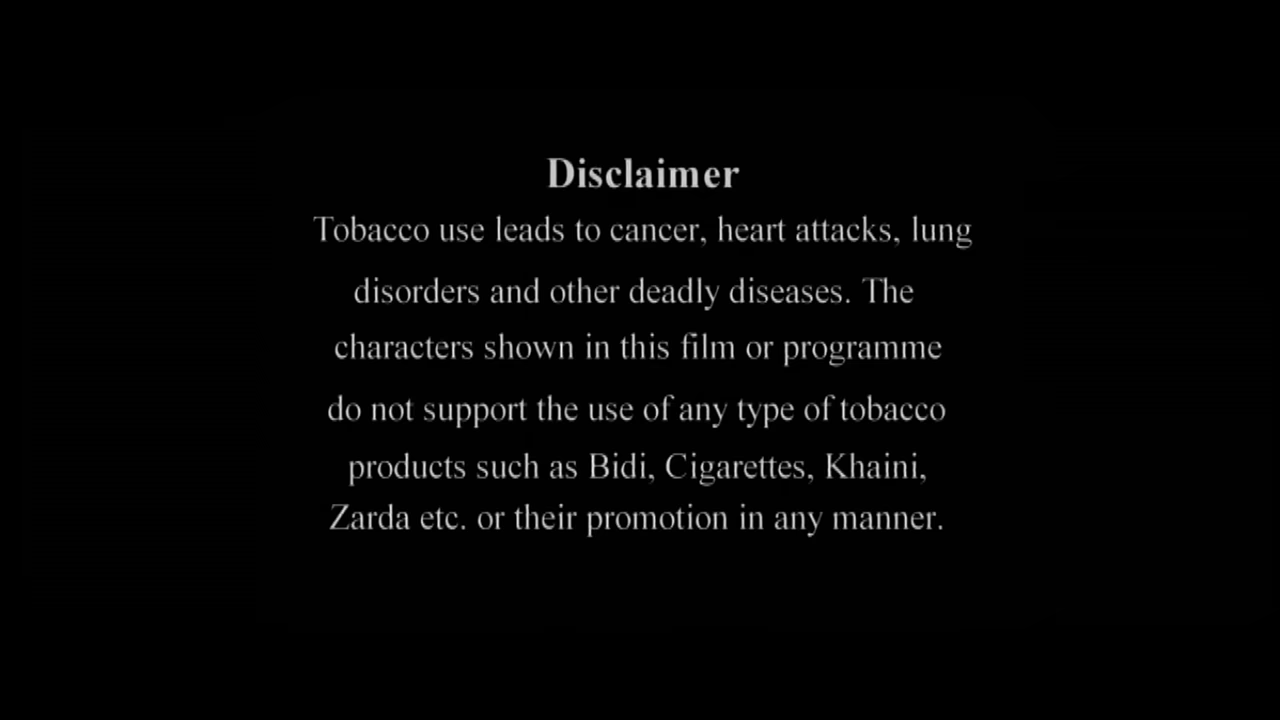 Disclaimer
Tobacco use leads to cancer, heart attacks, lung
disorders and other deadly diseases. The
characters shown in this film or programme
do not support the use of any type of tobacco
products such as Bidi, Cigarettes, Khaini,
Zarda etc. or their promotion in any manner.